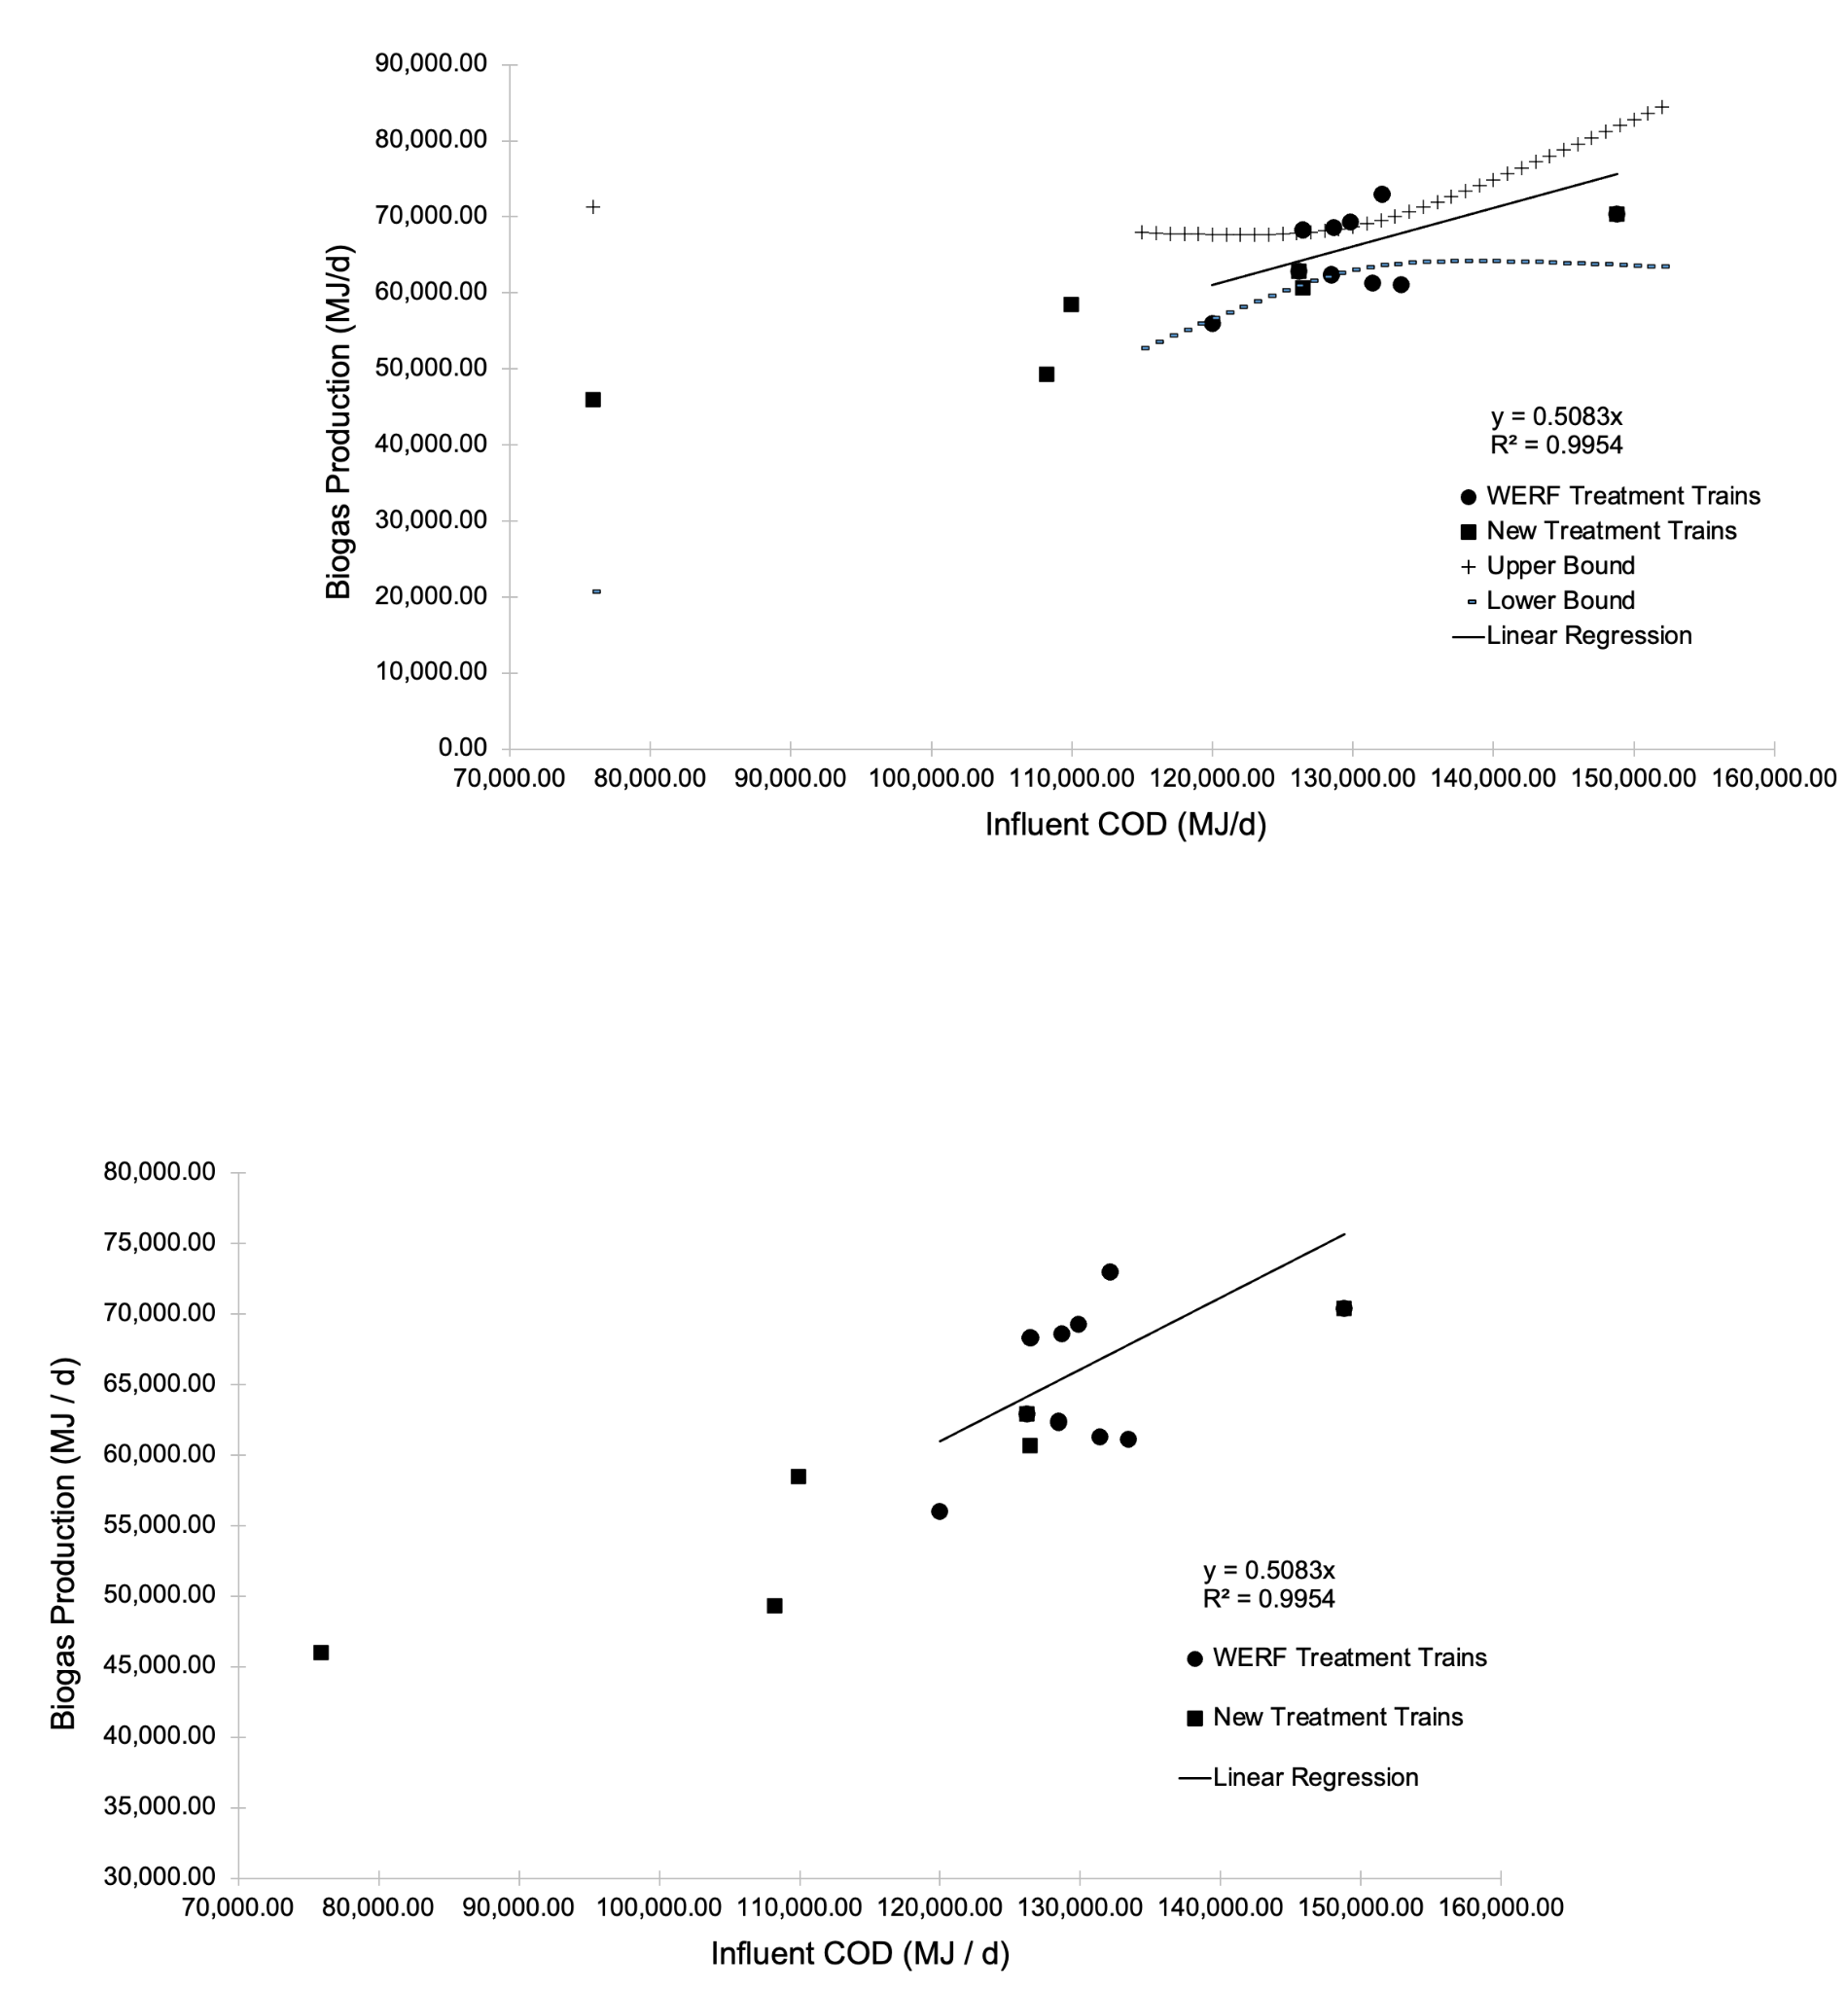 90,000.00
80,000.00
70,000.00
60,000.00
50,000.00
40,000.00
30,000.00
20,000.00
10,000.00
0.00
Biogas Production (MJ/d)
70,000.00 80,000.00 90,000.00 100,000.00 110,000.00 120,000.00 130,000.00 140,000.00 150,000.00 160,000.00
Influent COD (MJ/d)
y = 0.5083x
R² = 0.9954
WERF Treatment Trains
New Treatment Trains
Upper Bound
Lower Bound
Linear Regression
80,000.00
75,000.00
70,000.00
65,000.00
60,000.00
55,000.00
50,000.00
45,000.00
40,000.00
35,000.00
30,000.00
Biogas Production (MJ / d)
70,000.00 80,000.00 90,000.00 100,000.00 110,000.00 120,000.00 130,000.00 140,000.00 150,000.00 160,000.00
Influent COD (MJ / d)
y = 0.5083x
R² = 0.9954
WERF Treatment Trains
New Treatment Trains
Linear Regression